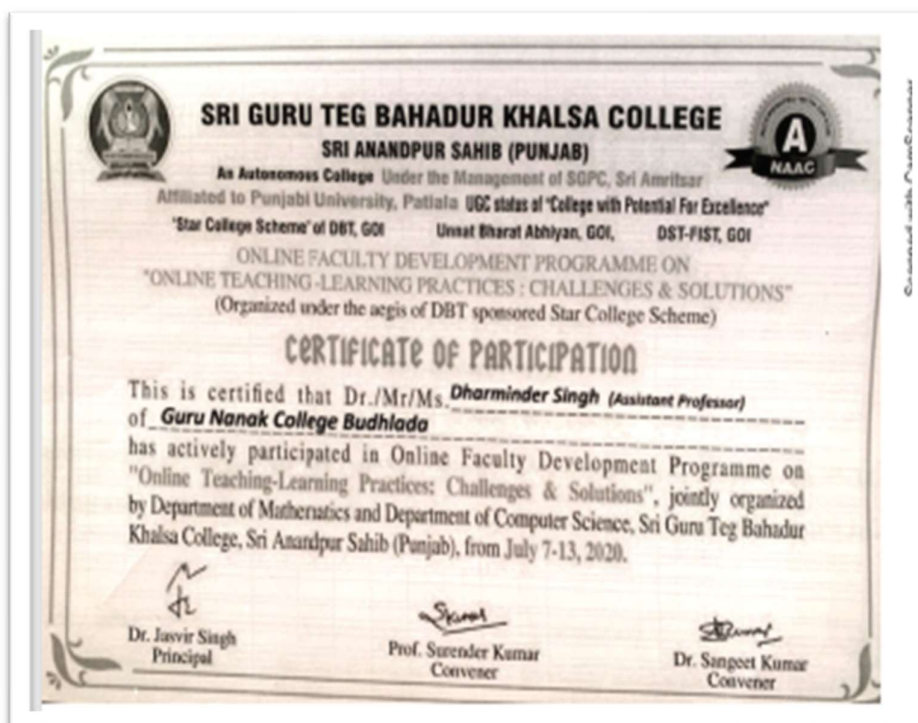 SRI GURU TEG BAHADUR KHALSA COLLEGE
SRI ANANDPUR SAHIB (PUNJAB)
An Autonomous College Under the Management of SGPC, Sri Amritsar
Affiliated to Punjabi University, Patiala UGC status of "College with Potential For Excellence"
'Star College Scheme' of DBT, GOI Unnat Bharat Abhiyan, GOI, DST-FIST, GOI
A
NAAC
ONLINE FACULTY DEVELOPMENT PROGRAMME ON
"ONLINE TEACHING-LEARNING PRACTICES : CHALLENGES & SOLUTIONS"
(Organized under the aegis of DBT sponsored Star College Scheme)
CERTIFICATE OF PARTICIPATION
This is certified that Dr./Mr/Ms. Dharminder Singh (Assistant Professor)
of Guru Nanak College Budhlada
has actively participated in Online Faculty Development Programme on
"Online Teaching-Learning Practices: Challenges & Solutions", jointly organized
by Department of Mathematics and Department of Computer Science, Sri Guru Teg Bahadur
Khalsa College, Sri Anandpur Sahib (Punjab), from July 7-13, 2020.
Dr. Jasvir Singh
Principal
Prof. Surender Kumar
Convener
Dr. Sangeet Kumar
Convener
Scanned with CamScanner